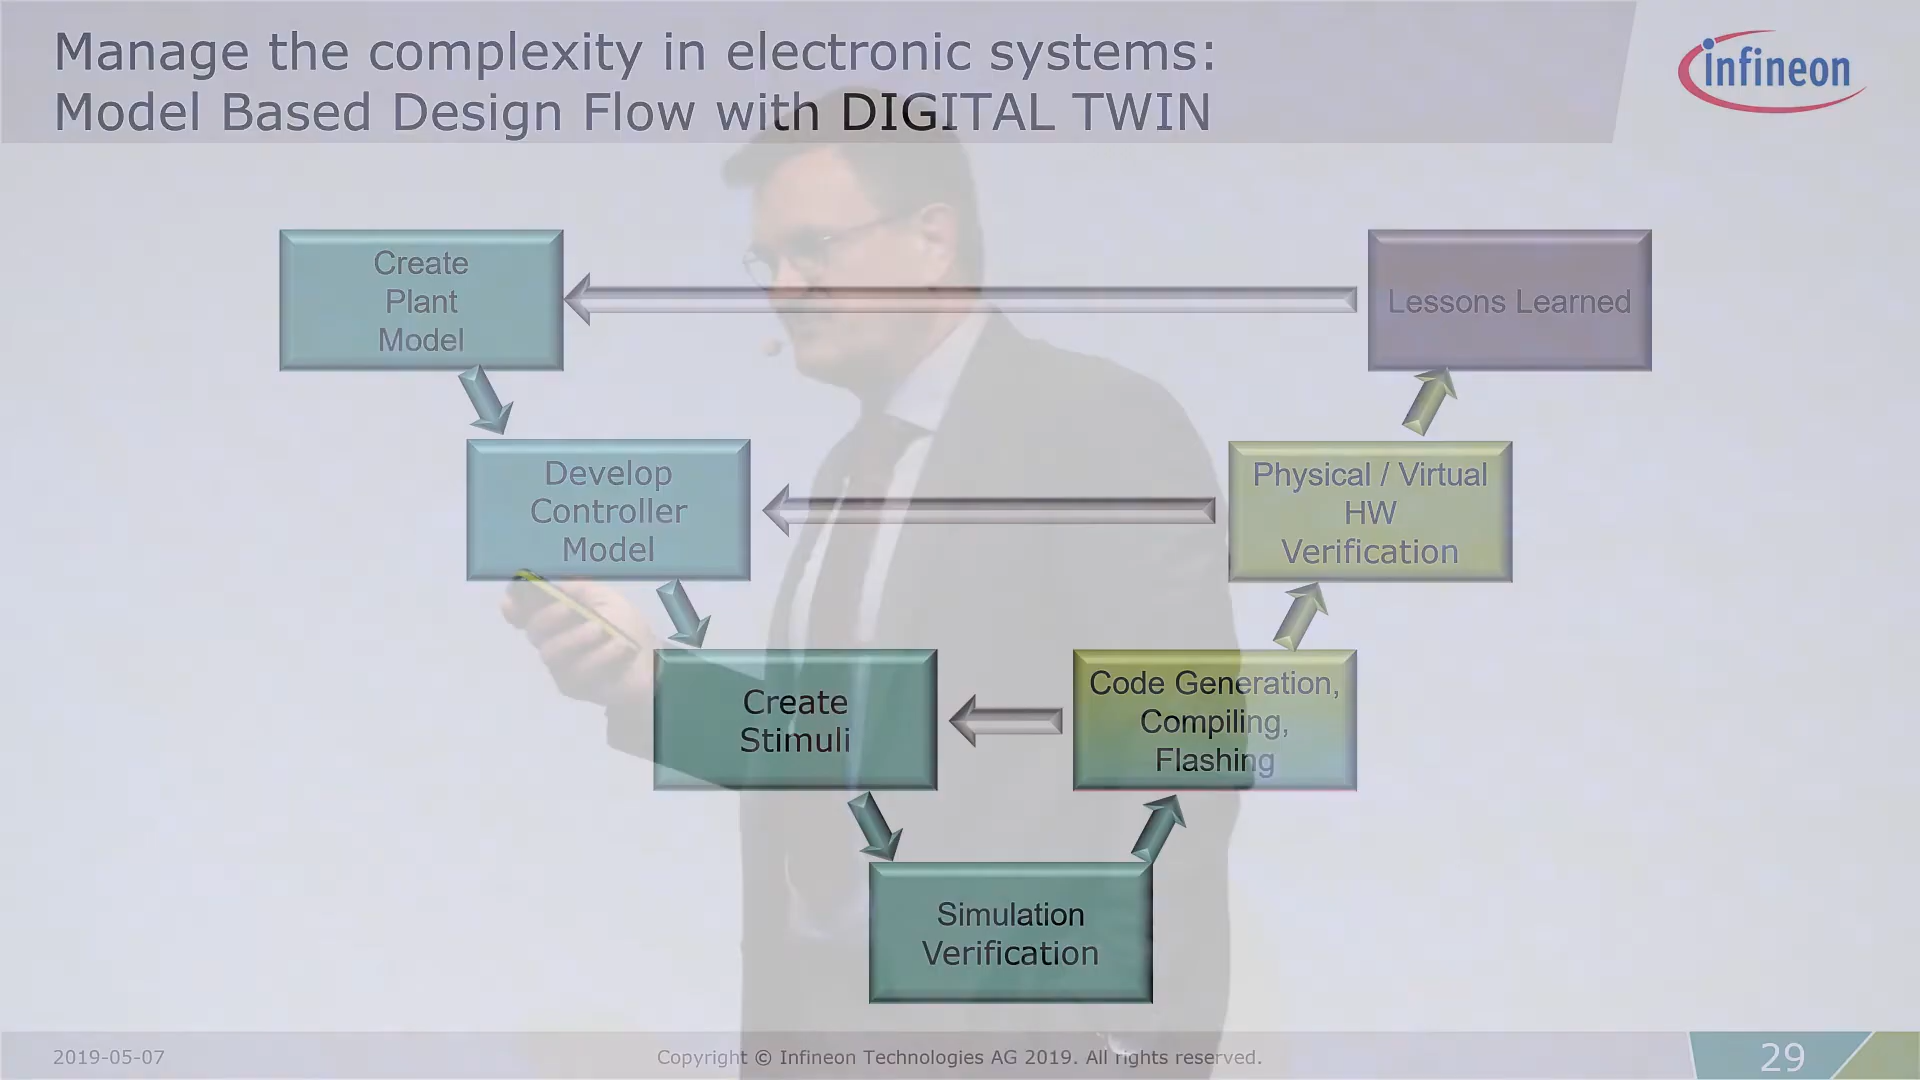 Manage the complexity in electronic systems:
Model Based Design Flow with DIGITAL TWIN
infineon
Create
Plant
Model
Lessons Learned
Develop
Controller
Model
Physical / Virtual
HW
Verification
Create
Stimuli
Code Generation,
Compiling,
Flashing
Simulation
Verification
2019-05-07
Copyright © Infineon Technologies AG 2019. All rights reserved.
29